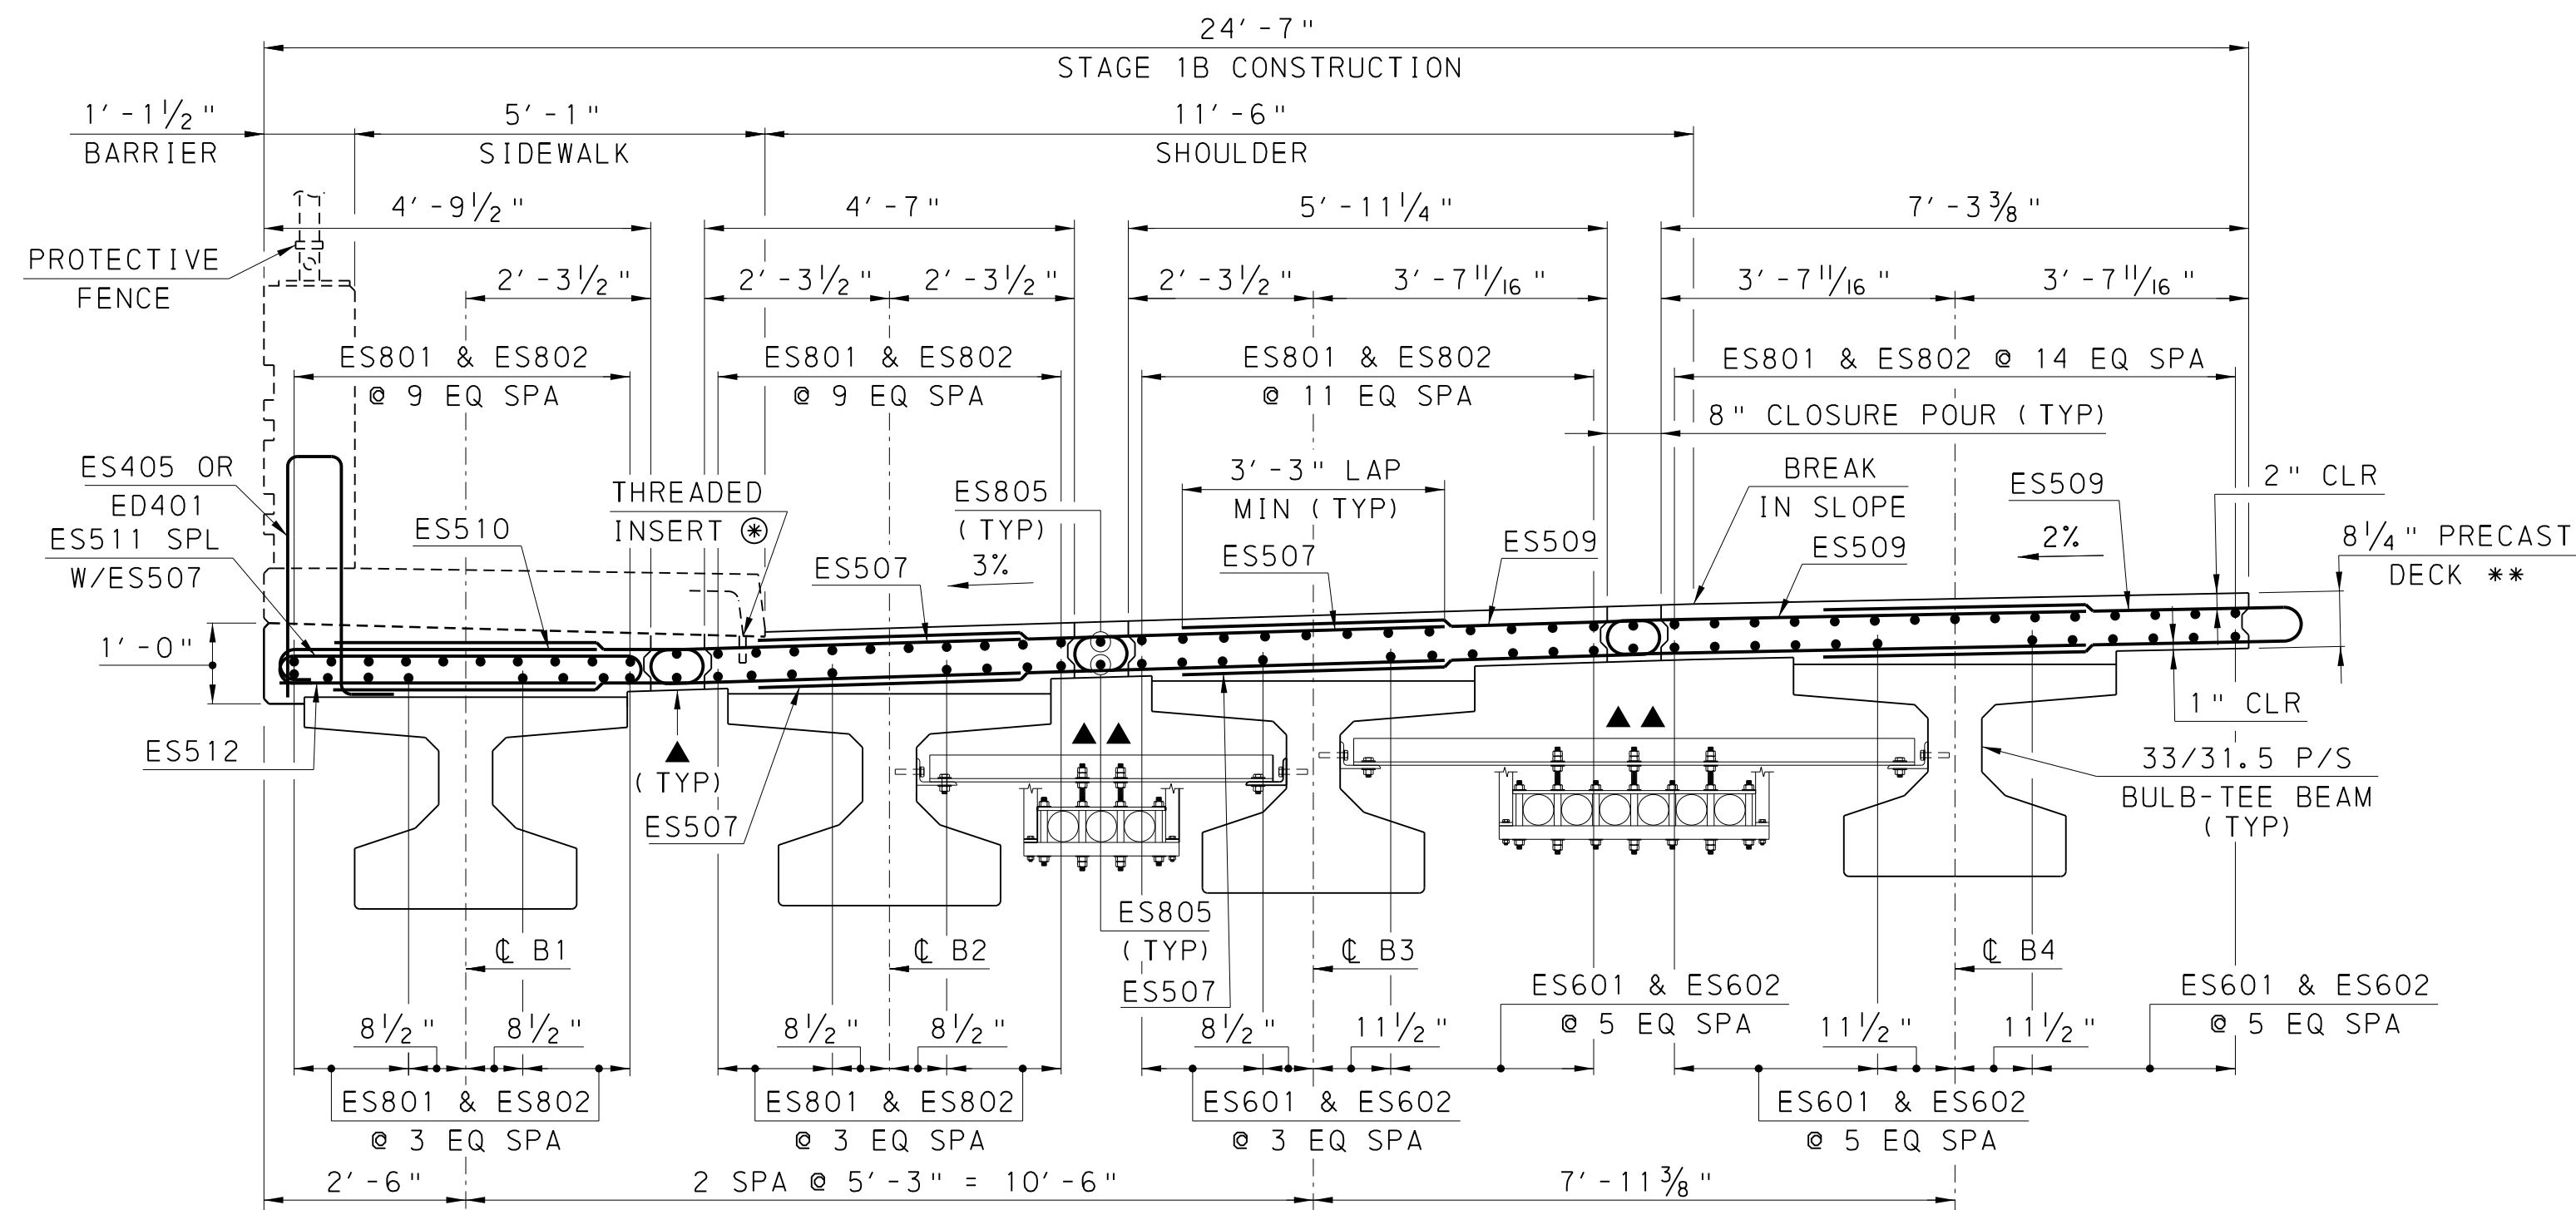 24'-7"
STAGE 1B CONSTRUCTION
1'-1½"
BARRIER
5'-1"
SIDEWALK
11'-6"
SHOULDER
4'-9½"
4'-7"
5'-11¼"
7'-3⅜"
PROTECTIVE
FENCE
2'-3½"
2'-3½"
2'-3½"
2'-3½"
3'-7 11/16"
3'-7 11/16"
3'-7 11/16"
ES801 & ES802
@ 9 EQ SPA
ES801 & ES802
@ 9 EQ SPA
ES801 & ES802
@ 11 EQ SPA
ES801 & ES802 @ 14 EQ SPA
8" CLOSURE POUR (TYP)
ES405 OR
ED401
ES511 SPL
W/ES507
ES510
THREADED
INSERT ⊛
ES805
(TYP)
3%
ES507
3'-3" LAP
MIN (TYP)
ES507
ES509
BREAK
IN SLOPE
ES509
ES509
2%
2" CLR
8¼" PRECAST
DECK **
1'-0"
1" CLR
ES512
▲
(TYP)
▲ ▲
▲ ▲
ES507
33/31.5 P/S
BULB-TEE BEAM
(TYP)
ES805
(TYP)
ES507
℄ B1
℄ B2
℄ B3
℄ B4
ES601 & ES602
@ 5 EQ SPA
ES601 & ES602
@ 5 EQ SPA
8½"
8½"
8½"
8½"
8½"
11½"
11½"
11½"
ES801 & ES802
@ 3 EQ SPA
ES801 & ES802
@ 3 EQ SPA
ES601 & ES602
@ 3 EQ SPA
ES601 & ES602
@ 5 EQ SPA
2'-6"
2 SPA @ 5'-3" = 10'-6"
7'-11⅜"